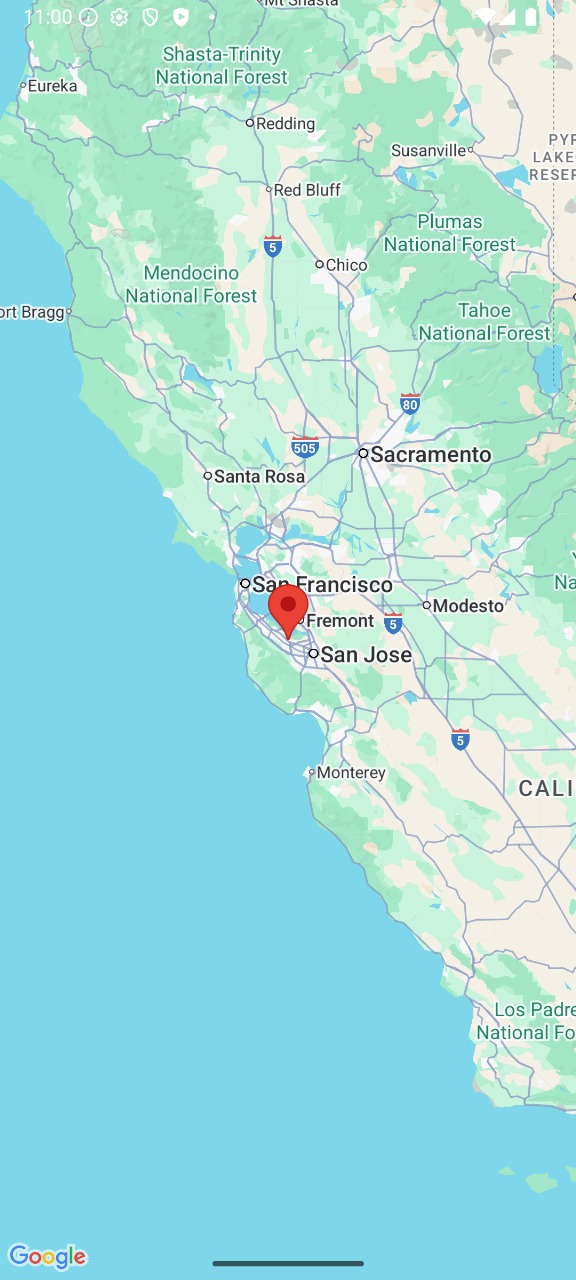 11:00
Mt Shasta
Shasta-Trinity
National Forest
Eureka
Redding
Susanville
PYR
LAKE
RESER
Red Bluff
Plumas
National Forest
5
Chico
Mendocino
National Forest
ort Bragg
Tahoe
National Forest
80
505
Sacramento
Santa Rosa
San Francisco
Y
Na
Modesto
Fremont
5
San Jose
5
Monterey
CALI
Los Padre
National Fo
Google